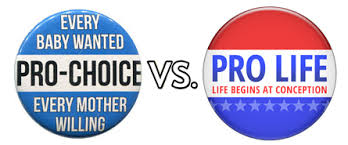 EVERY
BABY WANTED
PRO-CHOICE
EVERY MOTHER
WILLING
VS.
PRO LIFE
LIFE BEGINS AT CONCEPTION